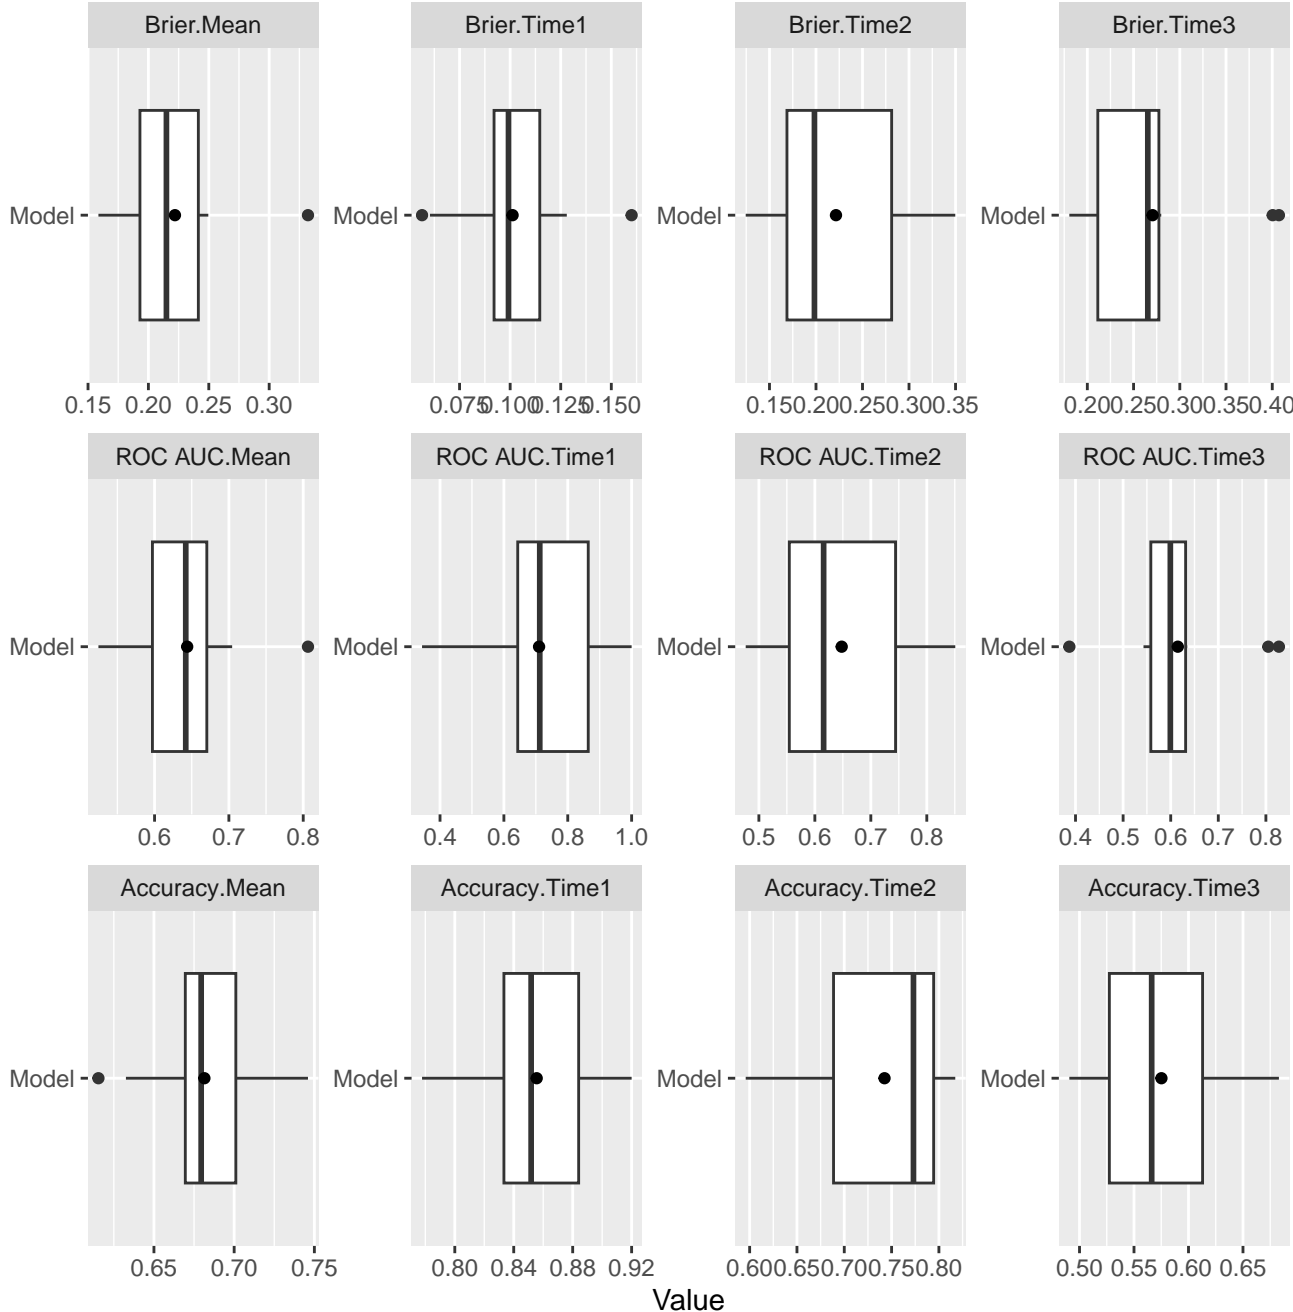 Brier.Mean Brier.Time1 Brier.Time2 Brier.Time3
Model Model Model Model
0.15 0.20 0.25 0.30 0.075 0.100 0.125 0.150 0.15 0.20 0.25 0.30 0.35 0.20 0.25 0.30 0.35 0.40
ROC AUC.Mean ROC AUC.Time1 ROC AUC.Time2 ROC AUC.Time3
Model Model Model Model
0.6 0.7 0.8 0.4 0.6 0.8 1.0 0.5 0.6 0.7 0.8 0.4 0.5 0.6 0.7 0.8
Accuracy.Mean Accuracy.Time1 Accuracy.Time2 Accuracy.Time3
Model Model Model Model
0.65 0.70 0.75 0.80 0.84 0.88 0.92 0.60 0.65 0.70 0.75 0.80 0.50 0.55 0.60 0.65
Value